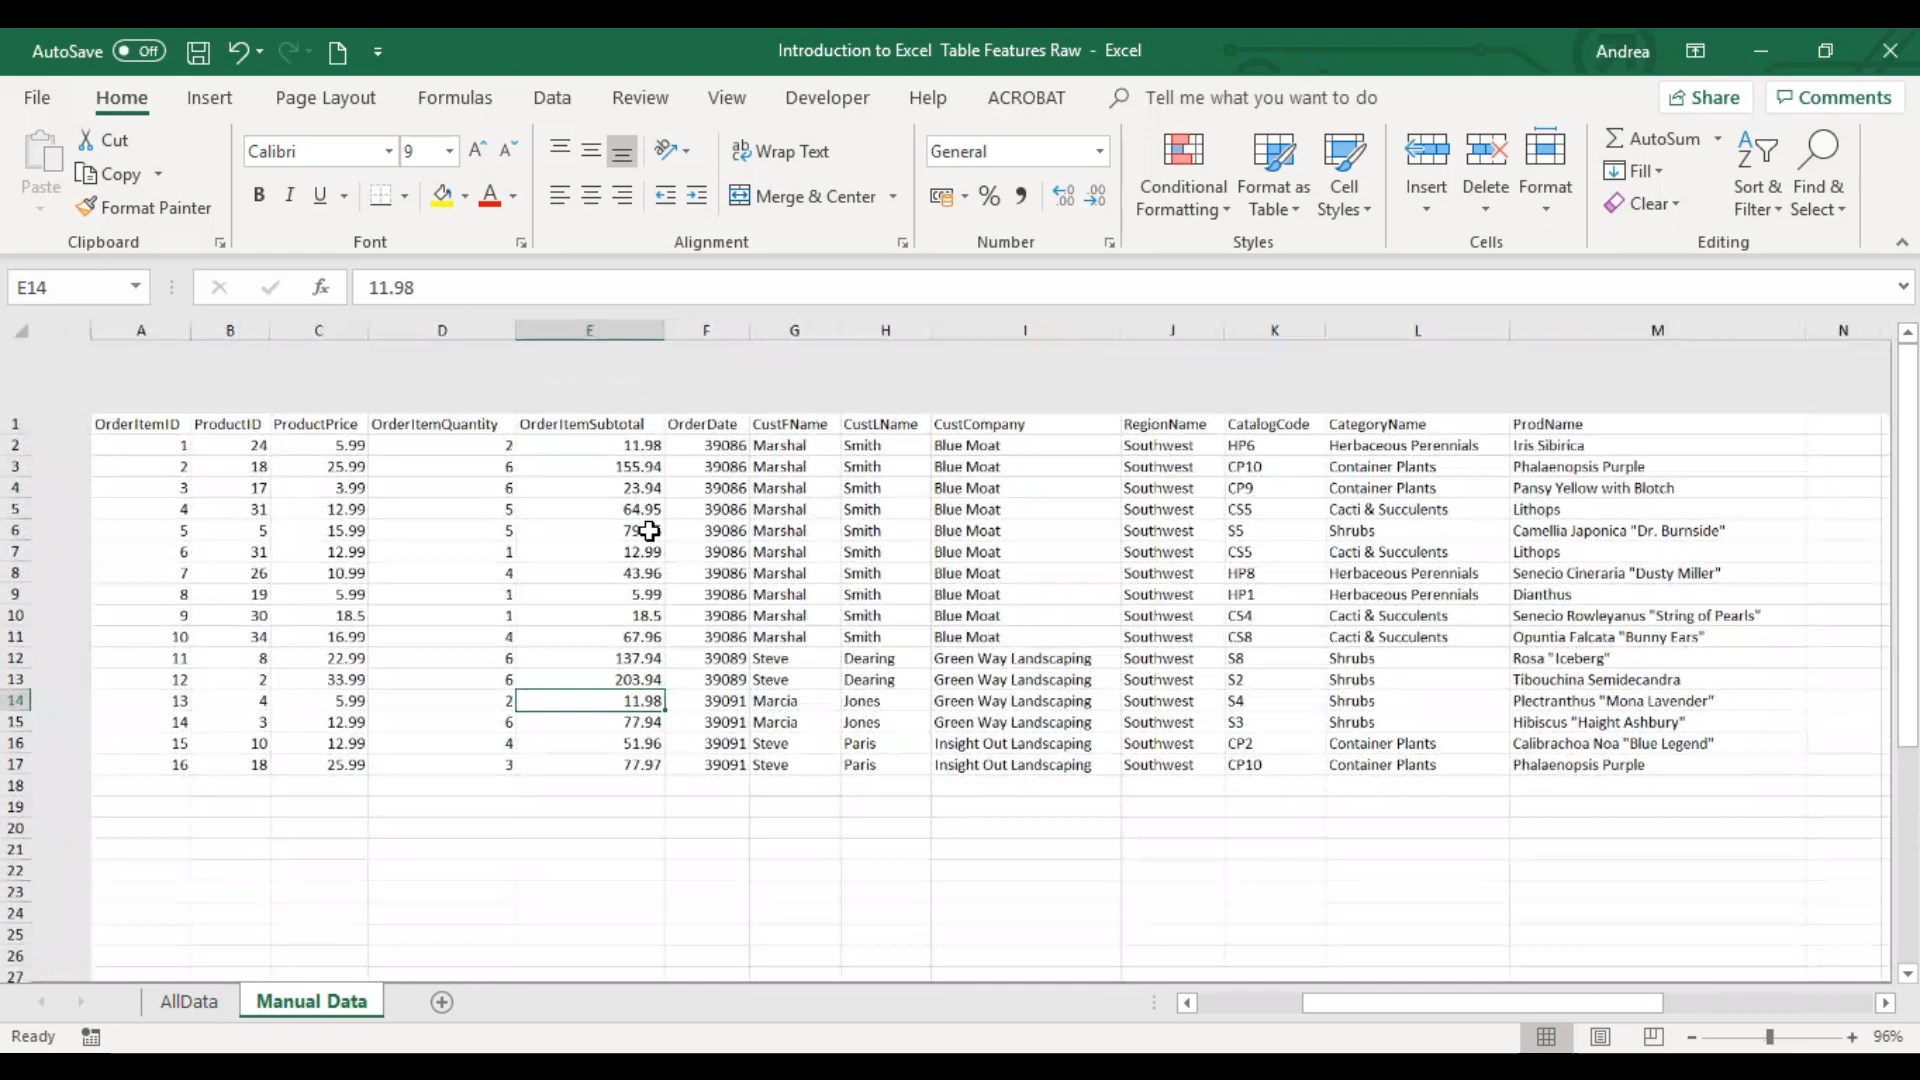 AutoSave Off Introduction to Excel Table Features Raw - Excel Andrea
File Home Insert Page Layout Formulas Data Review View Developer Help ACROBAT Tell me what you want to do Share Comments
Paste Cut Copy Format Painter
Clipboard
Calibri 9 B I U A
Font
Wrap Text Merge & Center
Alignment
General % 
Number
Conditional Formatting Format as Table Cell Styles
Styles
Insert Delete Format
Cells
AutoSum Fill Clear Sort & Filter Find & Select
Editing
E14 fx 11.98
A B C D E F G H I J K L M N
1 OrderItemID ProductID ProductPrice OrderItemQuantity OrderItemSubtotal OrderDate CustFName CustLName CustCompany RegionName CatalogCode CategoryName ProdName
2 1 24 5.99 2 11.98 39086 Marshal Smith Blue Moat Southwest HP6 Herbaceous Perennials Iris Sibirica
3 2 18 25.99 6 155.94 39086 Marshal Smith Blue Moat Southwest CP10 Container Plants Phalaenopsis Purple
4 3 17 3.99 6 23.94 39086 Marshal Smith Blue Moat Southwest CP9 Container Plants Pansy Yellow with Blotch
5 4 31 12.99 5 64.95 39086 Marshal Smith Blue Moat Southwest CS5 Cacti & Succulents Lithops
6 5 5 15.99 5 39086 Marshal Smith Blue Moat Southwest S5 Shrubs Camellia Japonica "Dr. Burnside"
7 6 31 12.99 1 12.99 39086 Marshal Smith Blue Moat Southwest CS5 Cacti & Succulents Lithops
8 7 26 10.99 4 43.96 39086 Marshal Smith Blue Moat Southwest HP8 Herbaceous Perennials Senecio Cineraria "Dusty Miller"
9 8 19 5.99 1 5.99 39086 Marshal Smith Blue Moat Southwest HP1 Herbaceous Perennials Dianthus
10 9 30 18.5 1 18.5 39086 Marshal Smith Blue Moat Southwest CS4 Cacti & Succulents Senecio Rowleyanus "String of Pearls"
11 10 34 16.99 4 67.96 39086 Marshal Smith Blue Moat Southwest CS8 Cacti & Succulents Opuntia Falcata "Bunny Ears"
12 11 8 22.99 6 137.94 39089 Steve Dearing Green Way Landscaping Southwest S8 Shrubs Rosa "Iceberg"
13 12 2 33.99 6 203.94 39089 Steve Dearing Green Way Landscaping Southwest S2 Shrubs Tibouchina Semidecandra
14 13 4 5.99 2 11.98 39091 Marcia Jones Green Way Landscaping Southwest S4 Shrubs Plectranthus "Mona Lavender"
15 14 3 12.99 6 77.94 39091 Marcia Jones Green Way Landscaping Southwest S3 Shrubs Hibiscus "Haight Ashbury"
16 15 10 12.99 4 51.96 39091 Steve Paris Insight Out Landscaping Southwest CP2 Container Plants Calibrachoa Noa "Blue Legend"
17 16 18 25.99 3 77.97 39091 Steve Paris Insight Out Landscaping Southwest CP10 Container Plants Phalaenopsis Purple
18
19
20
21
22
23
24
25
26
27
AllData Manual Data
Ready 96%